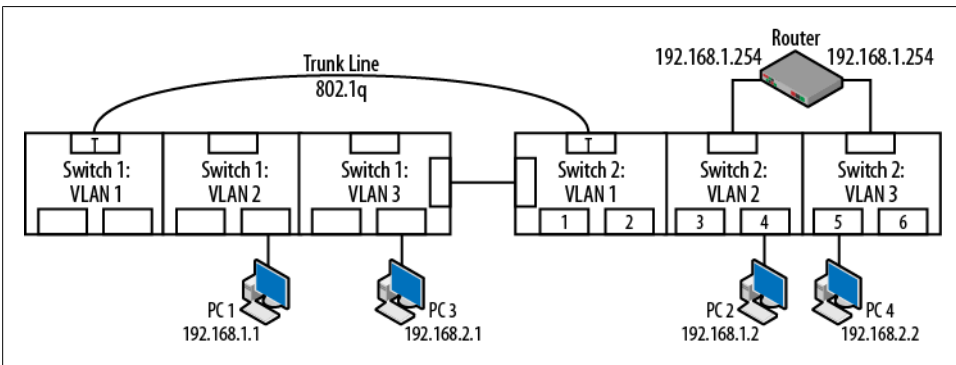 Router
192.168.1.254 192.168.1.254
Trunk Line
802.1q
T
T
Switch 1:
VLAN 1
Switch 1:
VLAN 2
Switch 1:
VLAN 3
Switch 2:
VLAN 1
Switch 2:
VLAN 2
Switch 2:
VLAN 3
1 2 3 4 5 6
PC 1
192.168.1.1
PC 3
192.168.2.1
PC 2
192.168.1.2
PC 4
192.168.2.2